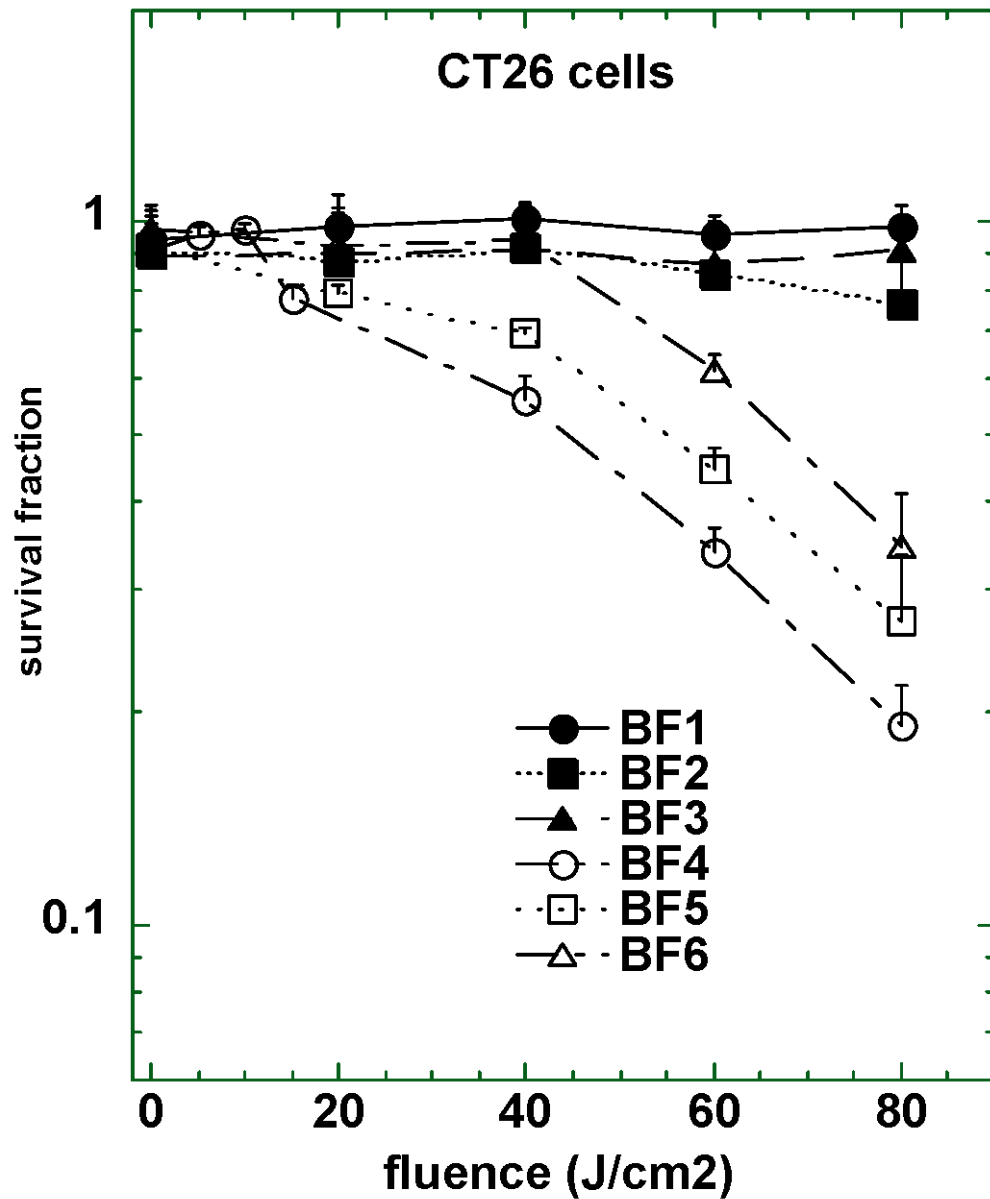 CT26 cells
1
0.1
survival fraction
BF1
BF2
BF3
BF4
BF5
BF6
0 20 40 60 80
fluence (J/cm2)